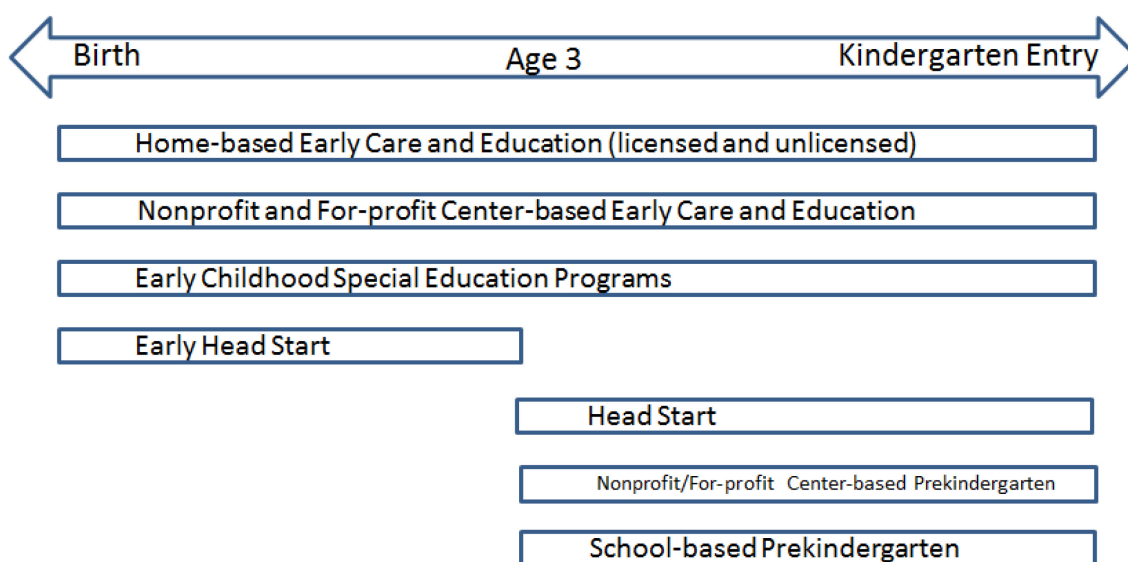 Birth Age 3 Kindergarten Entry
Home-based Early Care and Education (licensed and unlicensed)
Nonprofit and For-profit Center-based Early Care and Education
Early Childhood Special Education Programs
Early Head Start
Head Start
Nonprofit/For-profit Center-based Prekindergarten
School-based Prekindergarten